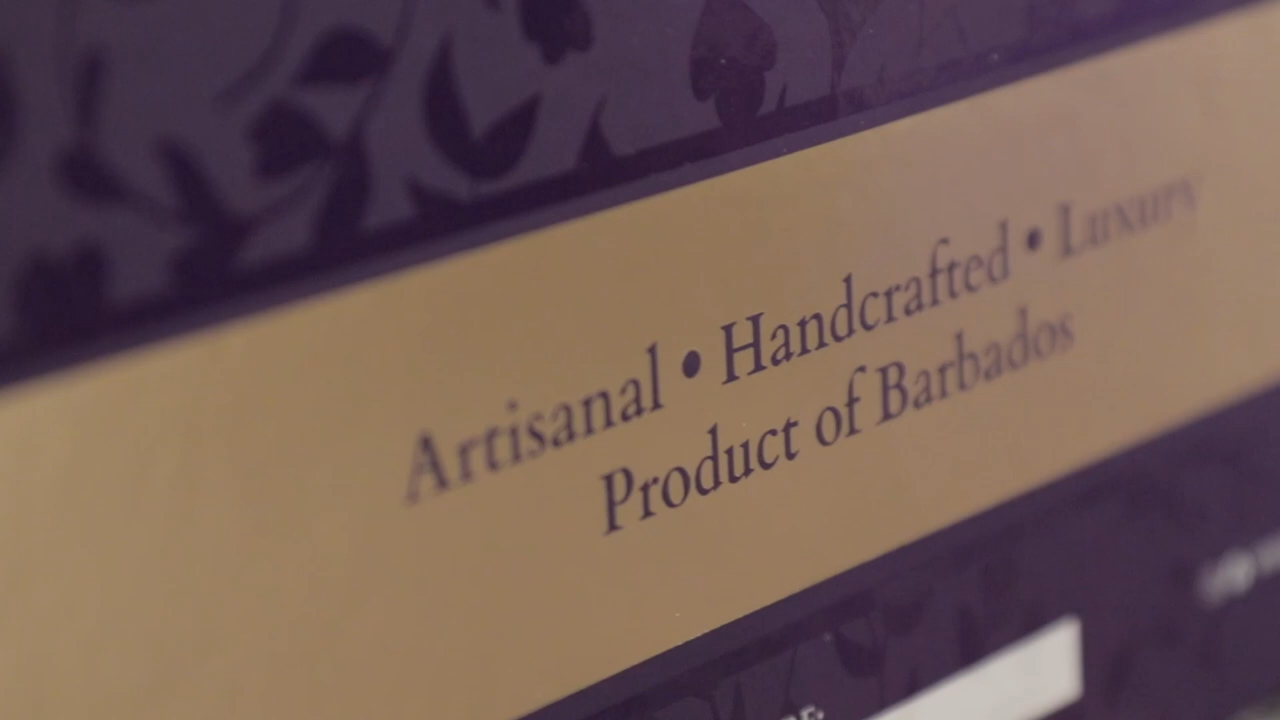 Artisanal • Handcrafted • Luxury
Product of Barbados